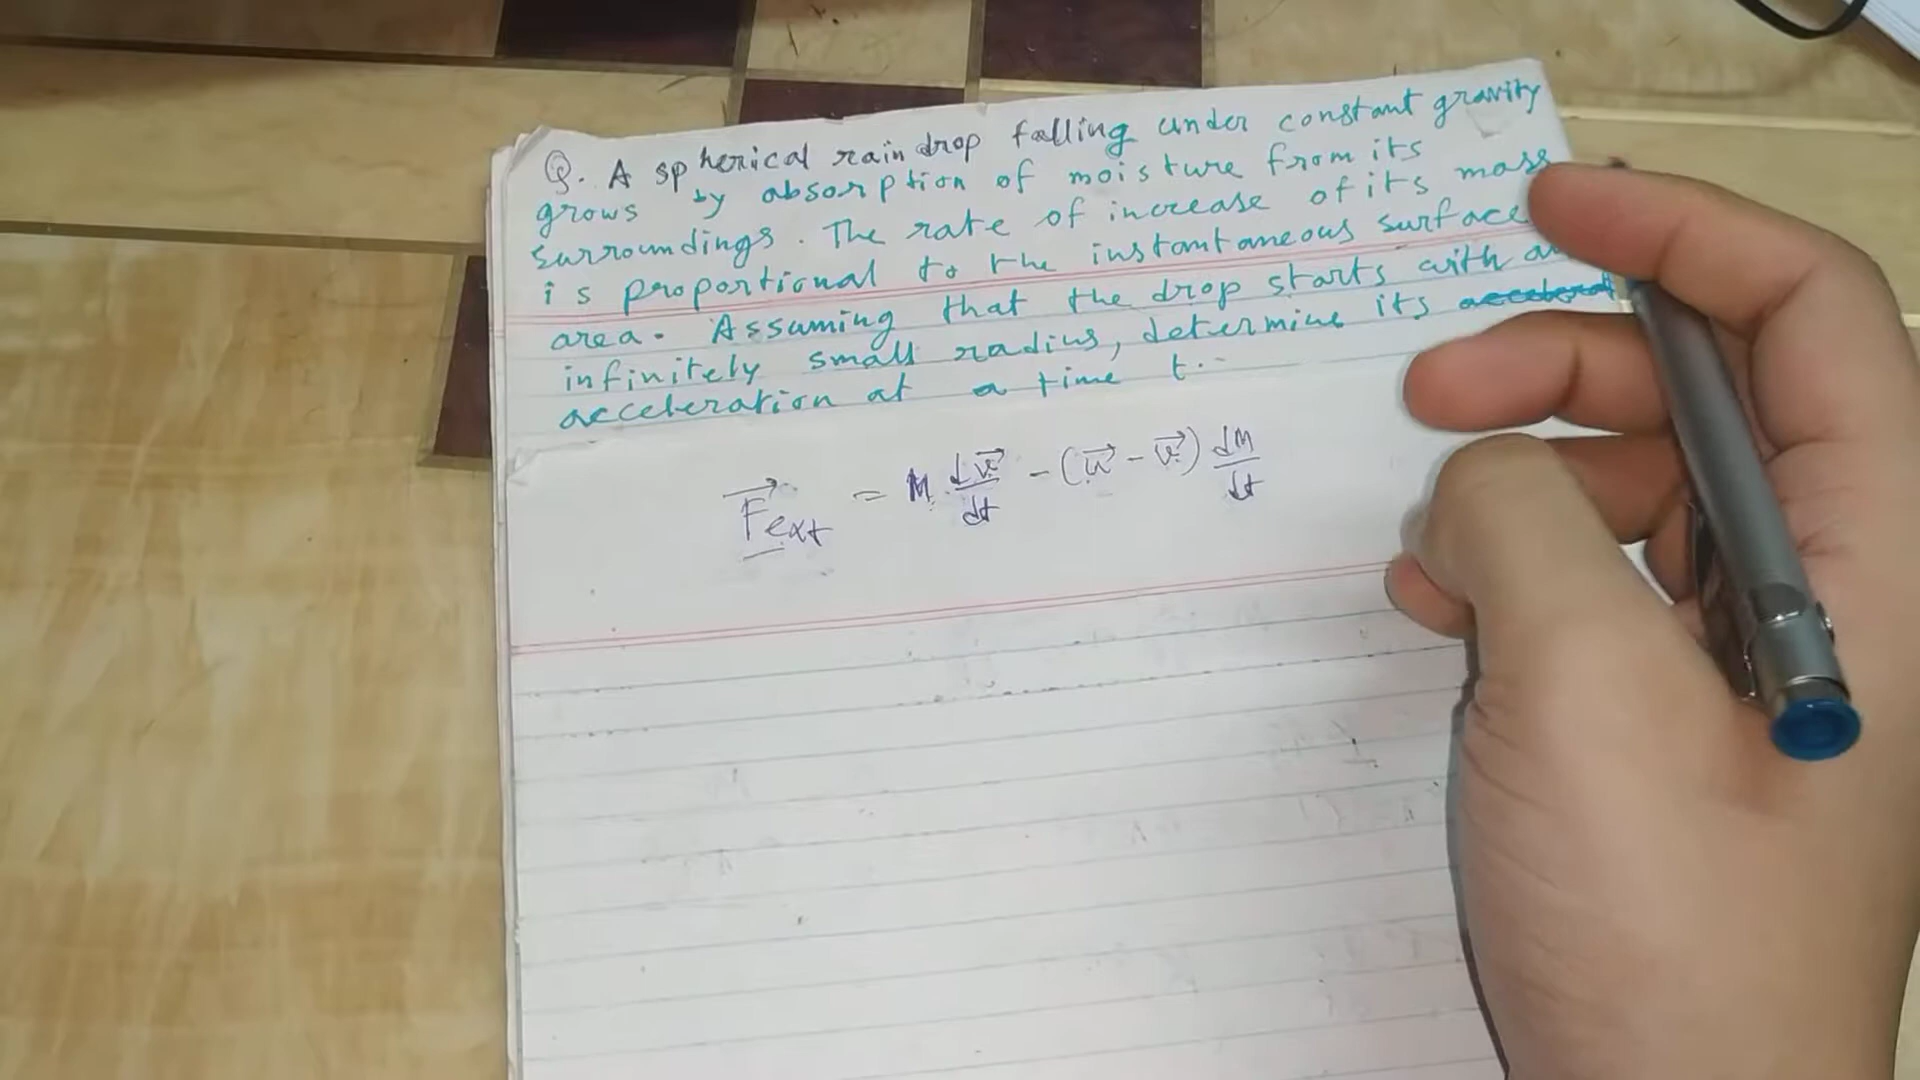 Q. A spherical rain drop falling under constant gravity
grows by absorption of moisture from its
surroundings. The rate of increase of its mass
is proportional to the instantaneous surface
area. Assuming that the drop starts with
infinitely small radius, determine its
acceleration at a time t.
F⃗ext = M dv⃗/dt - (u⃗ - v⃗) dM/dt